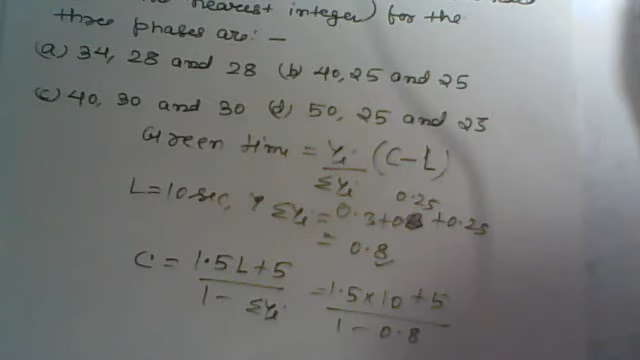 nearest integer) for the
three phases are: —
(a) 34, 28 and 28 (b) 40, 25 and 25
(c) 40, 30 and 30 (d) 50, 25 and 25
Green time = yi/Σyi (C-L)
L=10 sec, Σyi = 0.3+0.25+0.25
= 0.8
C = 1.5L+5/1-Σyi = 1.5×10+5/1-0.8